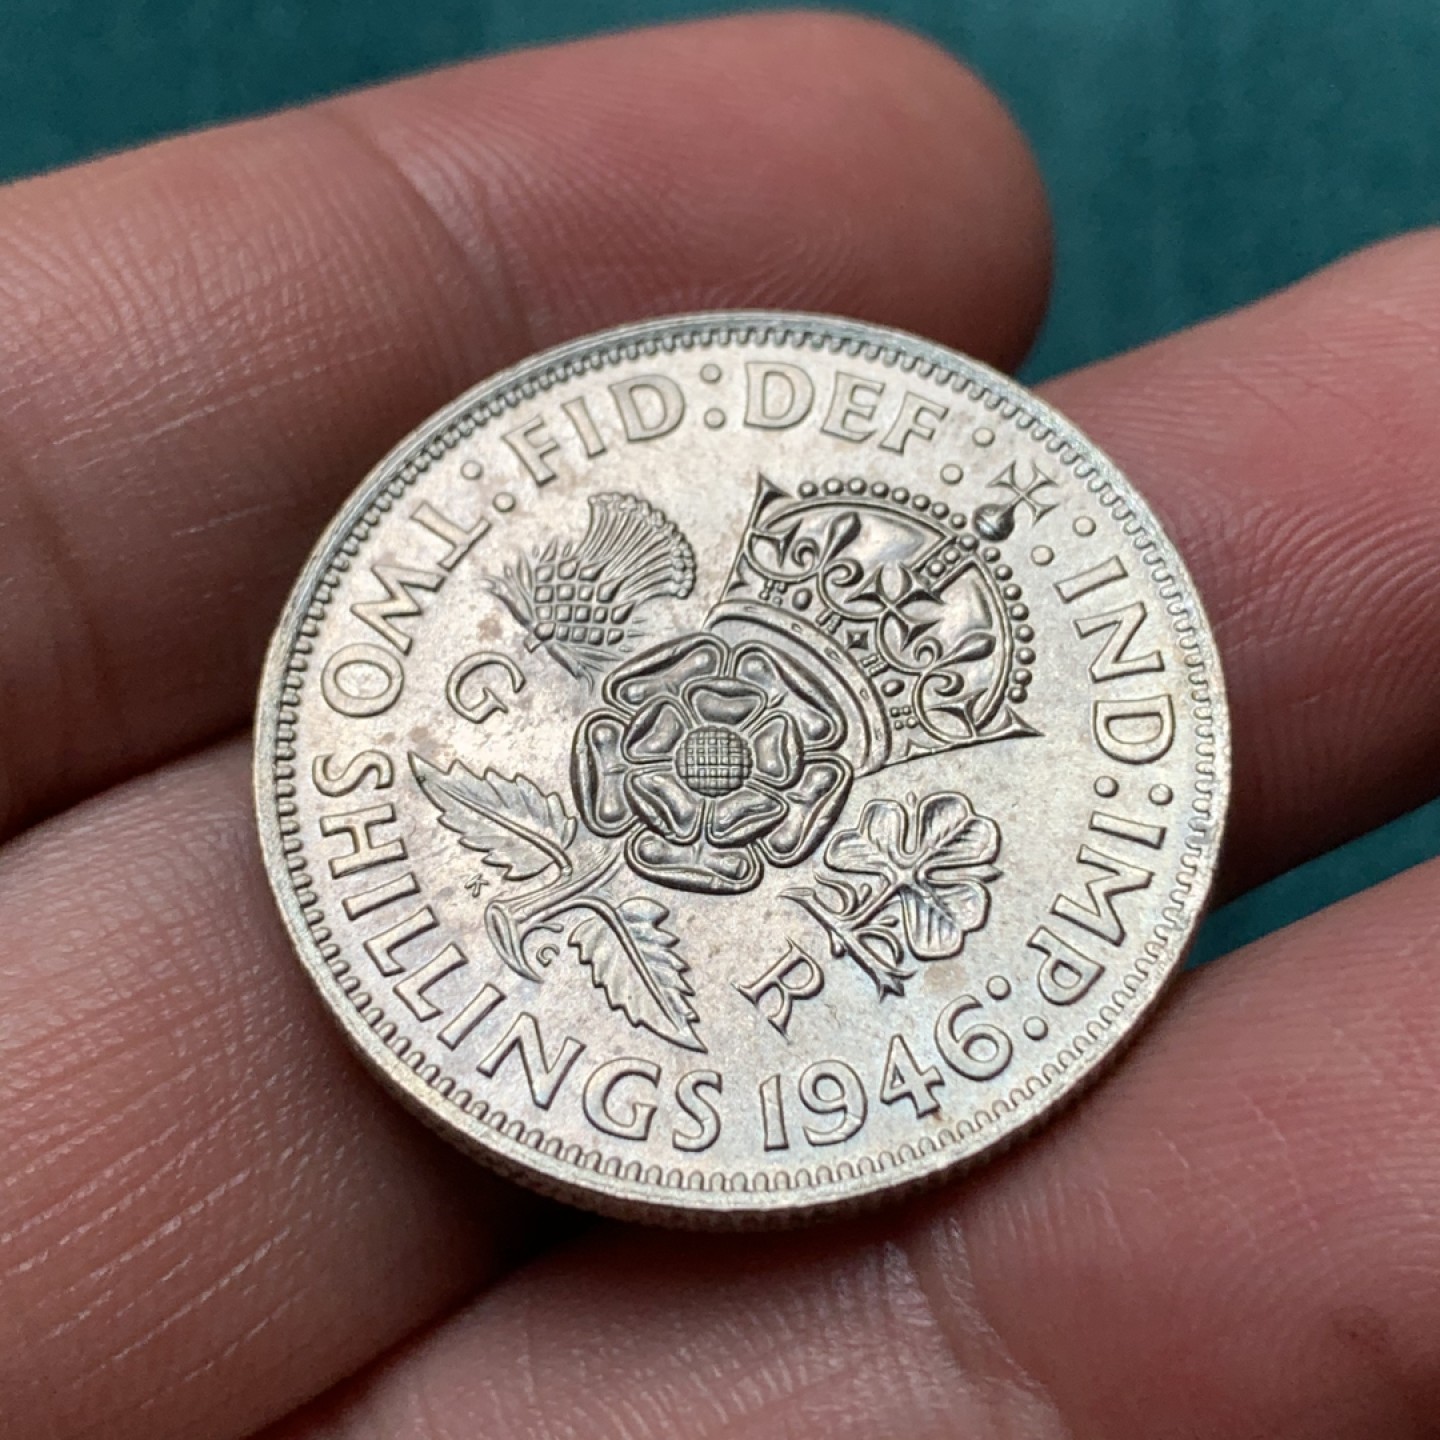 : FID : DEF : IND : IMP :
TWO SHILLINGS 1946
G R
K G